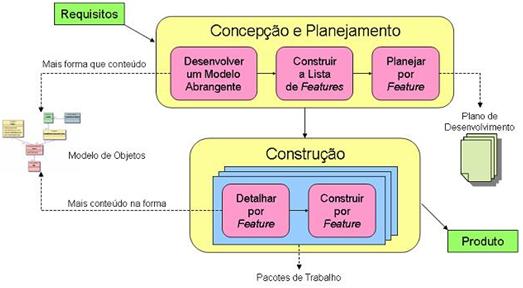 Requisitos
Concepção e Planejamento
Mais forma que conteúdo
Desenvolver
um Modelo
Abrangente
Construir
a Lista
de Features
Planejar
por
Feature
Plano de
Desenvolvimento
Modelo de Objetos
Construção
Mais conteúdo na forma
Detalhar
por
Feature
Construir
por
Feature
Produto
Pacotes de Trabalho